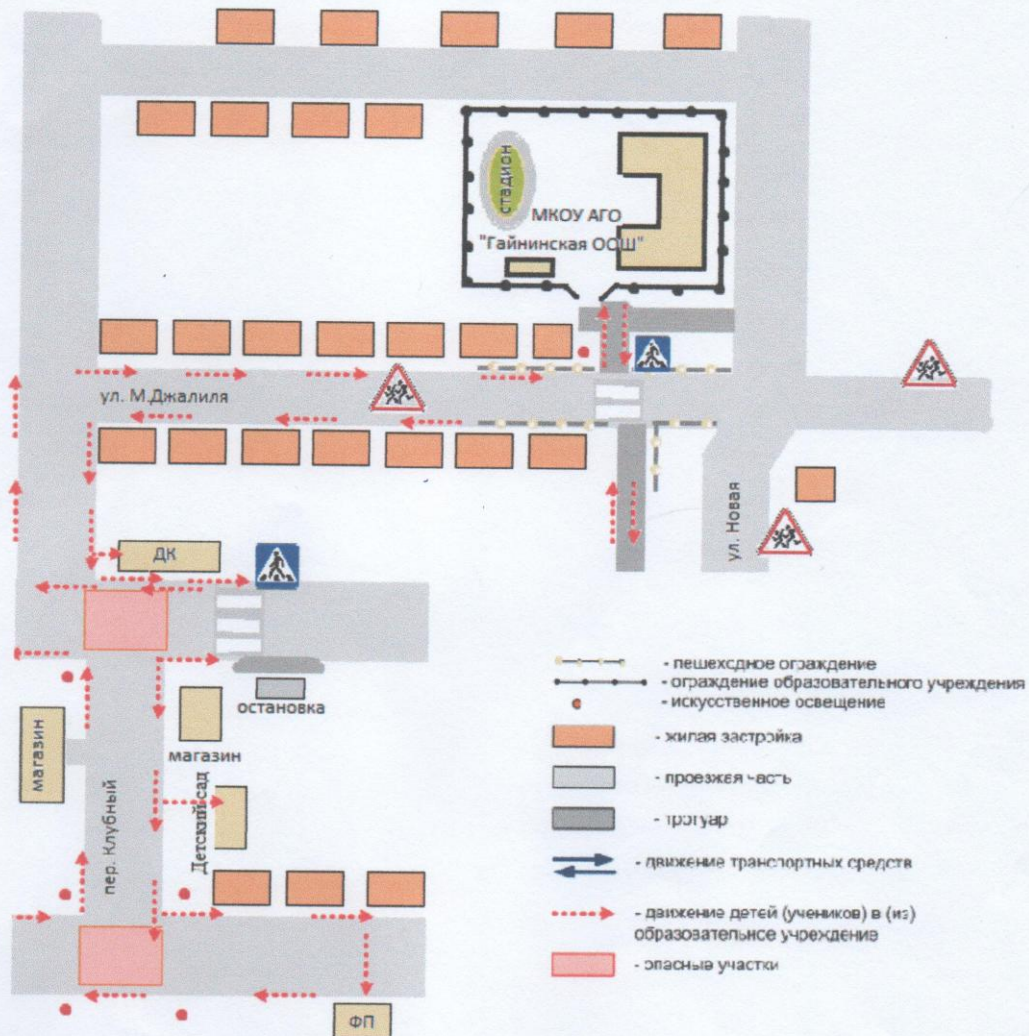 стадион
МКОУ АГО
"Гайнинская ООШ"
ул. М.Джалиля
ул. Новая
ДК
остановка
магазин
магазин
пер. Клубный
Детский сад
ФП
- пешеходное ограждение
- ограждение образовательного учреждения
- искусственное освещение
- жилая застройка
- проезжая часть
- тротуар
- движение транспортных средств
- движение детей (учеников) в (из)
образовательное учреждение
- опасные участки